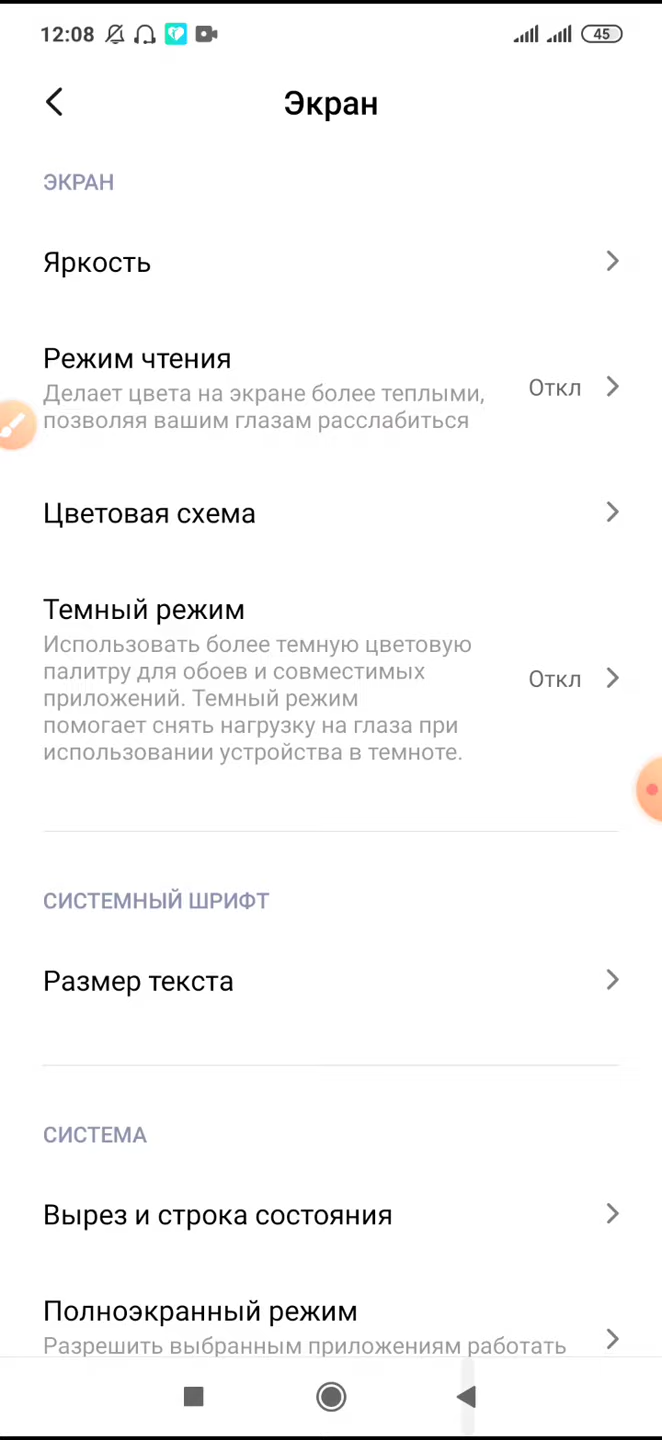 12:08
45
Экран
ЭКРАН
Яркость
Режим чтения
Делает цвета на экране более теплыми,
позволяя вашим глазам расслабиться
Откл
Цветовая схема
Темный режим
Использовать более темную цветовую
палитру для обоев и совместимых
приложений. Темный режим
помогает снять нагрузку на глаза при
использовании устройства в темноте.
Откл
СИСТЕМНЫЙ ШРИФТ
Размер текста
СИСТЕМА
Вырез и строка состояния
Полноэкранный режим
Разрешить выбранным приложениям работать